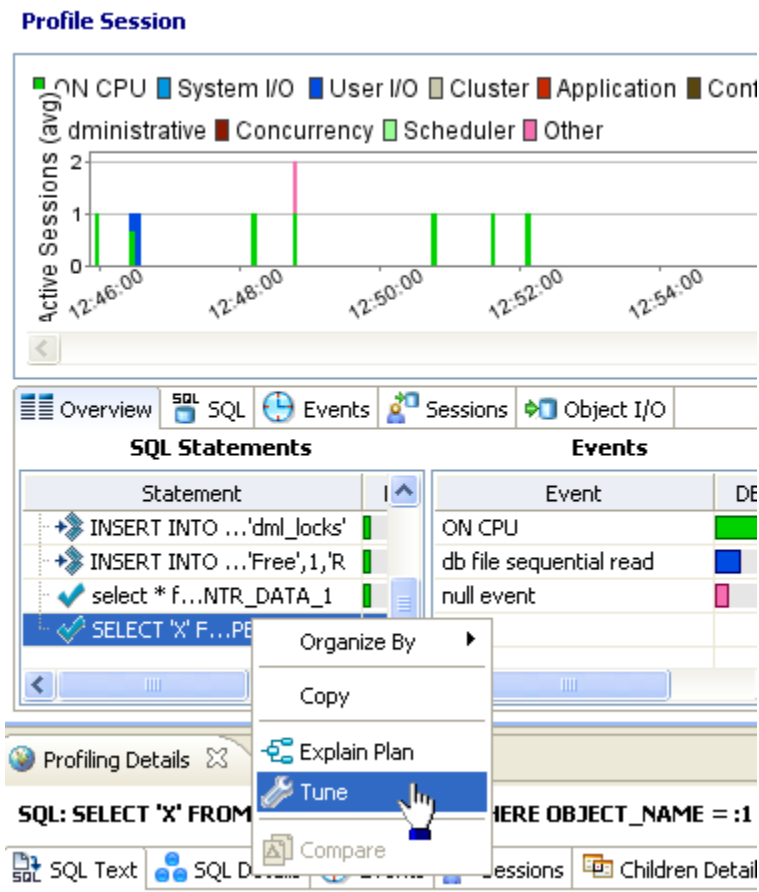 Profile Session
ON CPU System I/O User I/O Cluster Application Conf
dministrative Concurrency Scheduler Other
Active Sessions (avg)
2
1
0
12:46:00 12:48:00 12:50:00 12:52:00 12:54:00
Overview SQL Events Sessions Object I/O
SQL Statements Events
Statement Event DB
INSERT INTO ...'dml_locks' ON CPU
INSERT INTO ...'Free',1,'R db file sequential read
select * f...NTR_DATA_1 null event
SELECT 'X' F...PE
Organize By
Copy
Explain Plan
Tune
Compare
Profiling Details
SQL: SELECT 'X' FROM HERE OBJECT_NAME = :1
SQL Text SQL D Events Sessions Children Detail